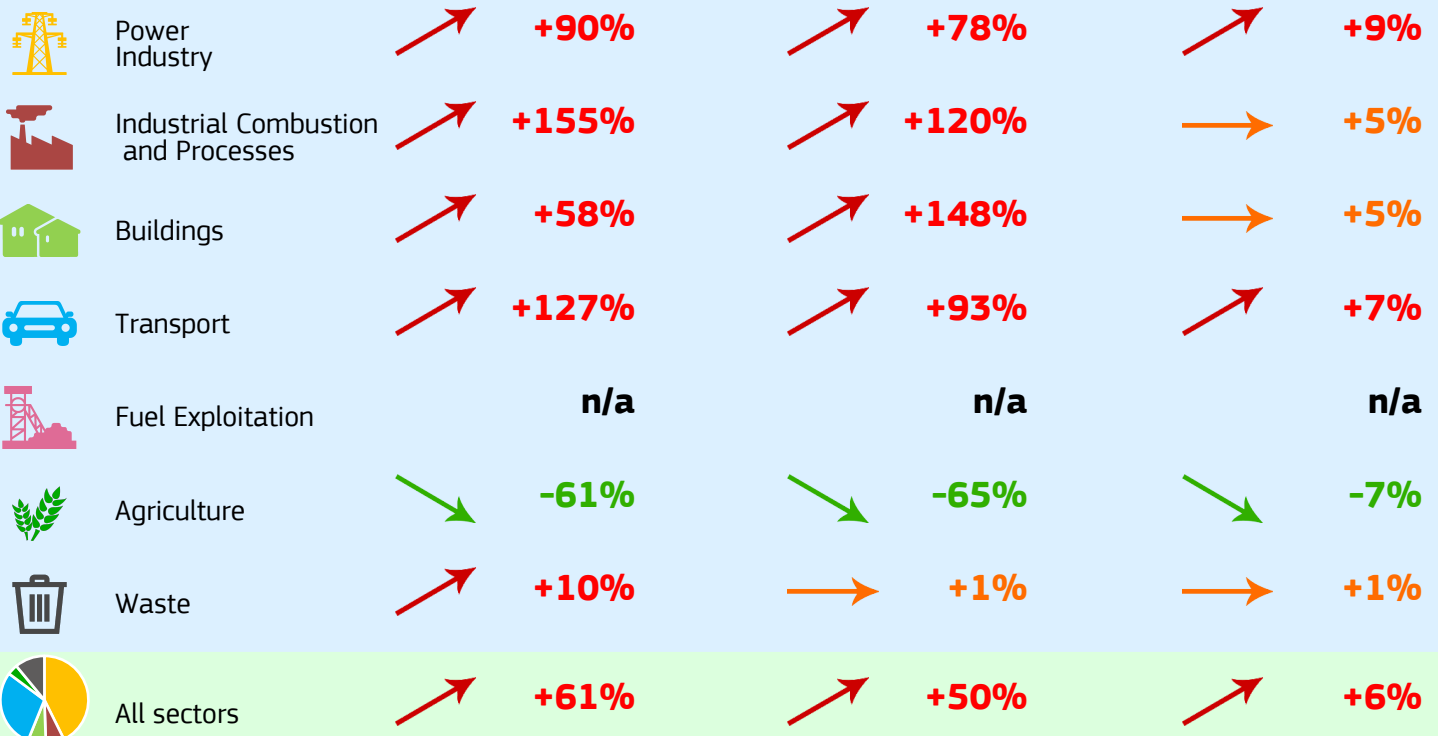 Power
Industry
+90% +78% +9%
Industrial Combustion
and Processes
+155% +120% +5%
Buildings +58% +148% +5%
Transport +127% +93% +7%
Fuel Exploitation n/a n/a n/a
Agriculture -61% -65% -7%
Waste +10% +1% +1%
All sectors +61% +50% +6%